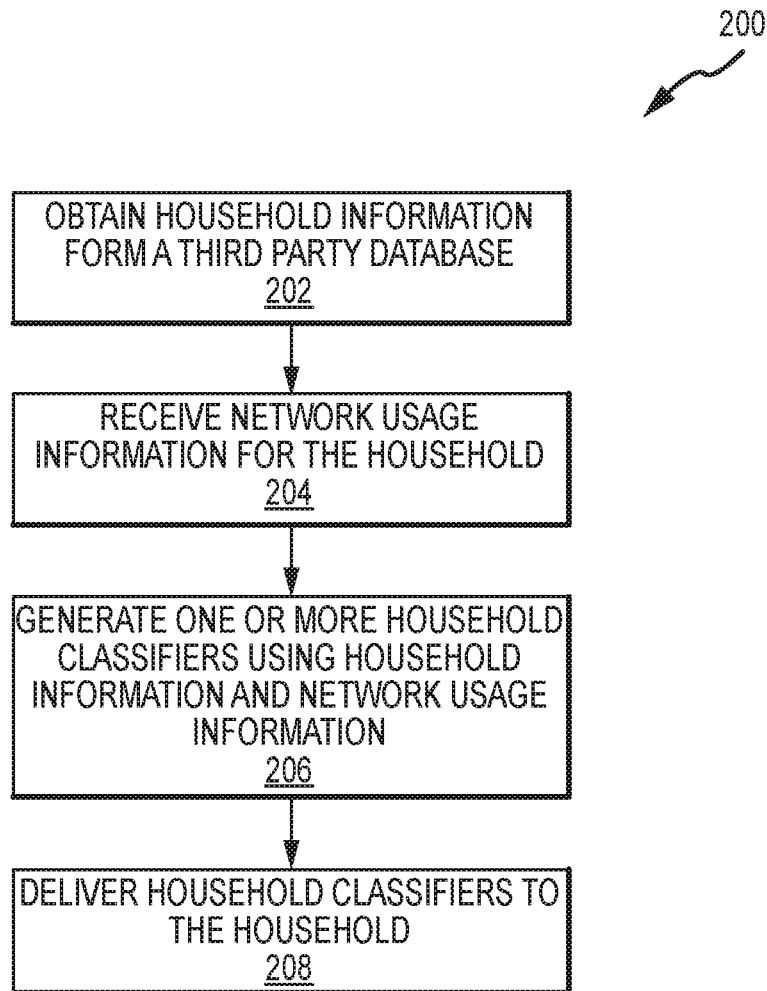 200
OBTAIN HOUSEHOLD INFORMATION
FORM A THIRD PARTY DATABASE
202
RECEIVE NETWORK USAGE
INFORMATION FOR THE HOUSEHOLD
204
GENERATE ONE OR MORE HOUSEHOLD
CLASSIFIERS USING HOUSEHOLD
INFORMATION AND NETWORK USAGE
INFORMATION
206
DELIVER HOUSEHOLD CLASSIFIERS TO
THE HOUSEHOLD
208